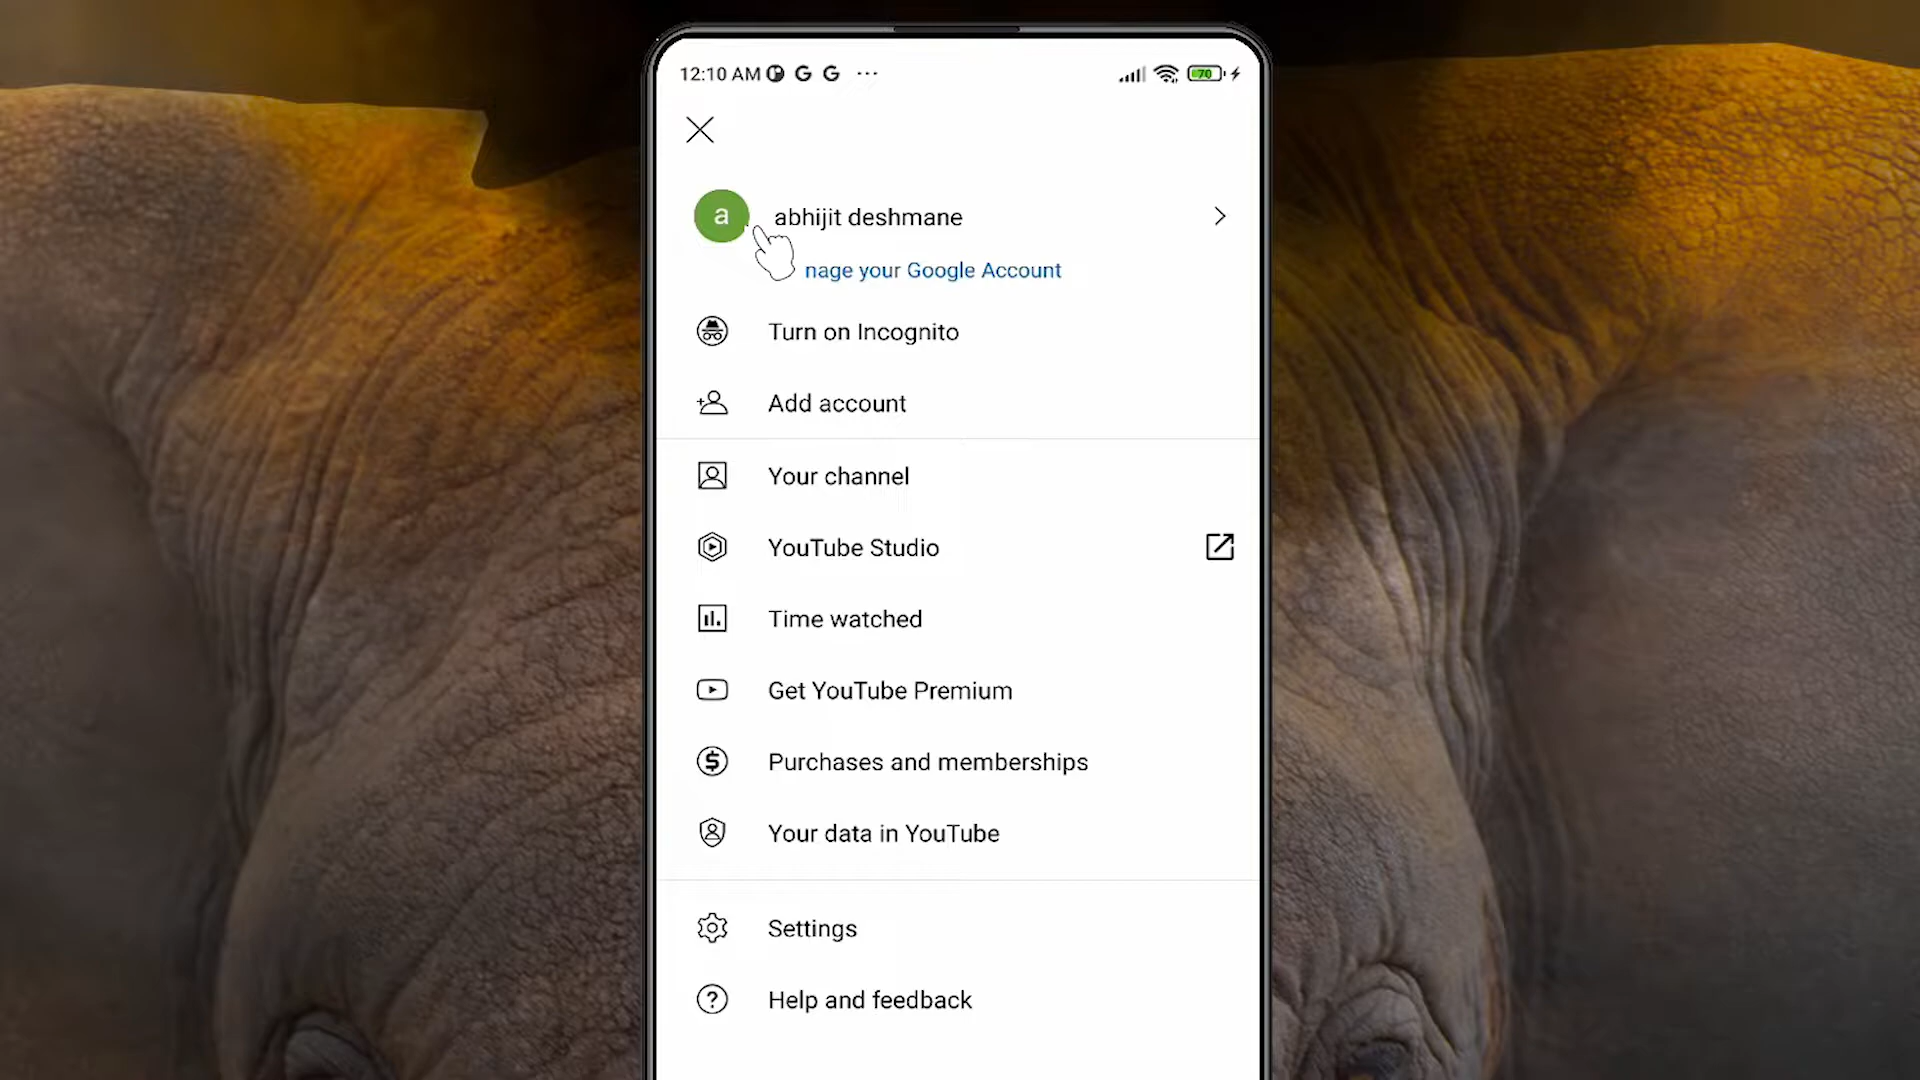 12:10 AM G G ... 70
a abhijit deshmane
nage your Google Account
Turn on Incognito
Add account
Your channel
YouTube Studio
Time watched
Get YouTube Premium
Purchases and memberships
Your data in YouTube
Settings
Help and feedback